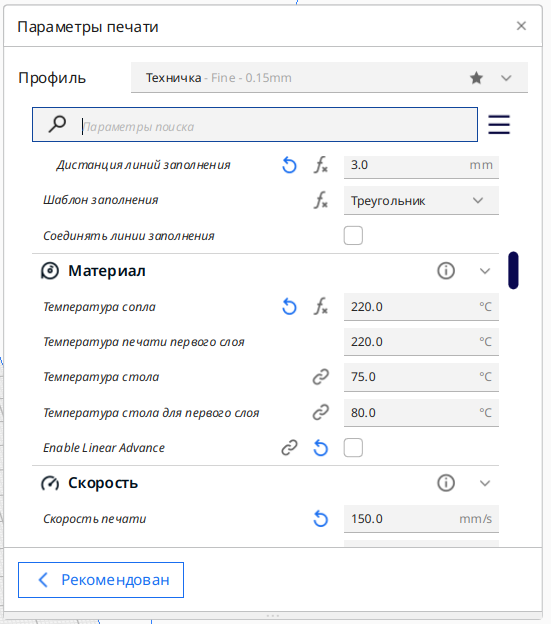 Параметры печати
Профиль Техничка - Fine - 0.15mm
Параметры поиска
Дистанция линий заполнения 3.0 mm
Шаблон заполнения Треугольник
Соединять линии заполнения
Материал
Температура сопла 220.0 °C
Температура печати первого слоя 220.0 °C
Температура стола 75.0 °C
Температура стола для первого слоя 80.0 °C
Enable Linear Advance
Скорость
Скорость печати 150.0 mm/s
Рекомендован